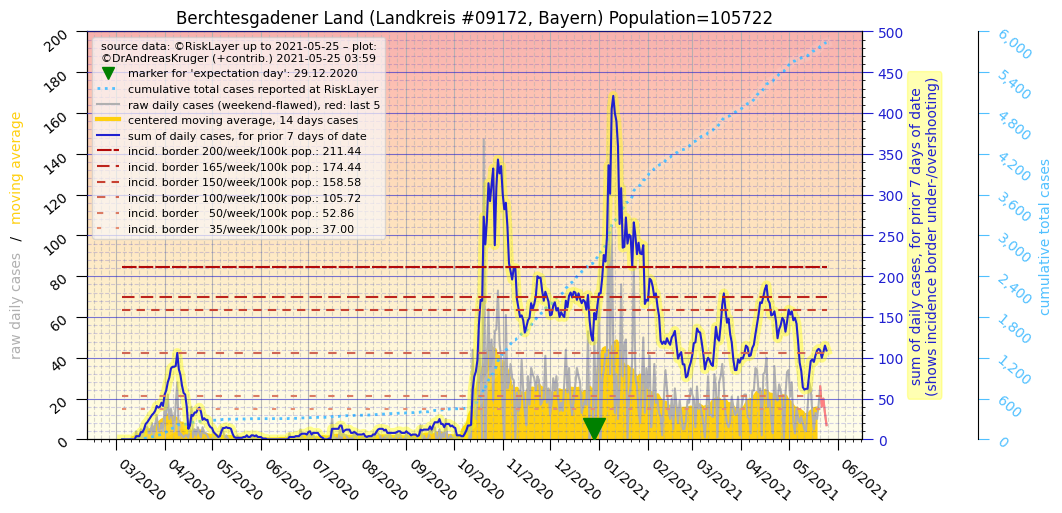 Berchtesgadener Land (Landkreis #09172, Bayern) Population=105722
source data: ©RiskLayer up to 2021-05-25 – plot:
©DrAndreasKruger (+contrib.) 2021-05-25 03:59
marker for 'expectation day': 29.12.2020
cumulative total cases reported at RiskLayer
raw daily cases (weekend-flawed), red: last 5
centered moving average, 14 days cases
sum of daily cases, for prior 7 days of date
incid. border 200/week/100k pop.: 211.44
incid. border 165/week/100k pop.: 174.44
incid. border 150/week/100k pop.: 158.58
incid. border 100/week/100k pop.: 105.72
incid. border   50/week/100k pop.: 52.86
incid. border   35/week/100k pop.: 37.00
raw daily cases / moving average
200
180
160
140
120
100
80
60
40
20
0
03/2020
04/2020
05/2020
06/2020
07/2020
08/2020
09/2020
10/2020
11/2020
12/2020
01/2021
02/2021
03/2021
04/2021
05/2021
06/2021
500
450
400
350
300
250
200
150
100
50
0
sum of daily cases, for prior 7 days of date
(shows incidence border under-/overshooting)
6,000
5,400
4,800
4,200
3,600
3,000
2,400
1,800
1,200
600
0
cumulative total cases